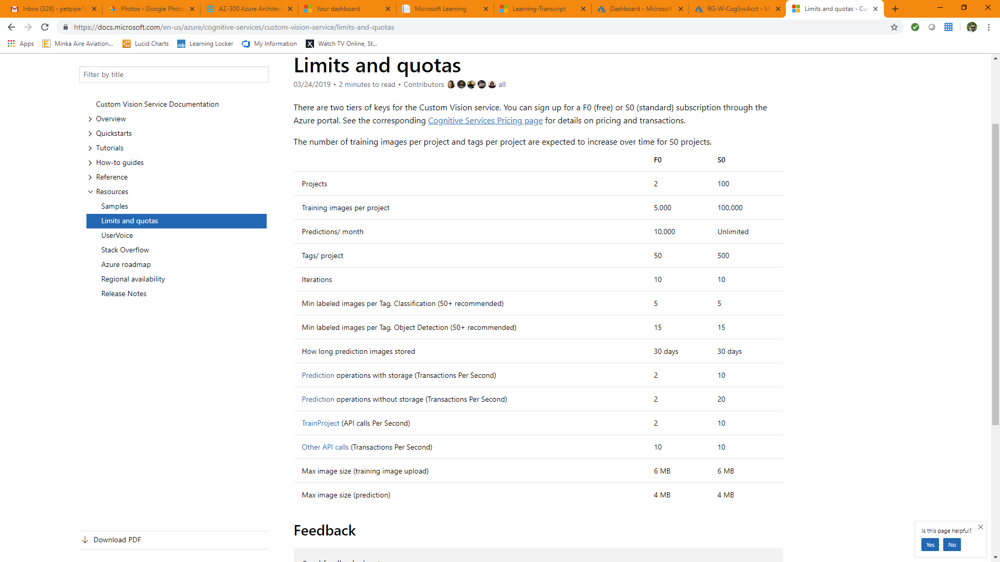 Inbox (328) - petpipe12
Photos - Google Photo
AZ-300 Azure Architect
Your dashboard
Microsoft Learning
Learning-Transcript
Dashboard - Microsoft
RG-W-CogSvcAcct - M
Limits and quotas - Cu
https://docs.microsoft.com/en-us/azure/cognitive-services/custom-vision-service/limits-and-quotas
Apps
Minka Aire Aviation...
Lucid Charts
Learning Locker
My Information
Watch TV Online, St...
Filter by title
Custom Vision Service Documentation
Overview
Quickstarts
Tutorials
How-to guides
Reference
Resources
Samples
Limits and quotas
UserVoice
Stack Overflow
Azure roadmap
Regional availability
Release Notes
Download PDF
Limits and quotas
03/24/2019 • 2 minutes to read • Contributors all
There are two tiers of keys for the Custom Vision service. You can sign up for a F0 (free) or S0 (standard) subscription through the
Azure portal. See the corresponding Cognitive Services Pricing page for details on pricing and transactions.
The number of training images per project and tags per project are expected to increase over time for S0 projects.
F0 S0
Projects 2 100
Training images per project 5,000 100,000
Predictions/ month 10,000 Unlimited
Tags/ project 50 500
Iterations 10 10
Min labeled images per Tag, Classification (50+ recommended) 5 5
Min labeled images per Tag, Object Detection (50+ recommended) 15 15
How long prediction images stored 30 days 30 days
Prediction operations with storage (Transactions Per Second) 2 10
Prediction operations without storage (Transactions Per Second) 2 20
TrainProject (API calls Per Second) 2 10
Other API calls (Transactions Per Second) 10 10
Max image size (training image upload) 6 MB 6 MB
Max image size (prediction) 4 MB 4 MB
Feedback
Is this page helpful?
Yes No